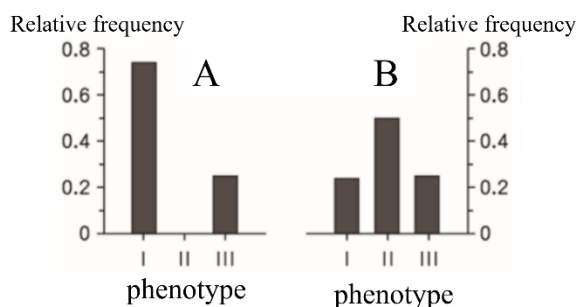 Relative frequency
0.8
0.6
0.4
0.2
0
A
I II III
phenotype
Relative frequency
B
0.8
0.6
0.4
0.2
0
I II III
phenotype